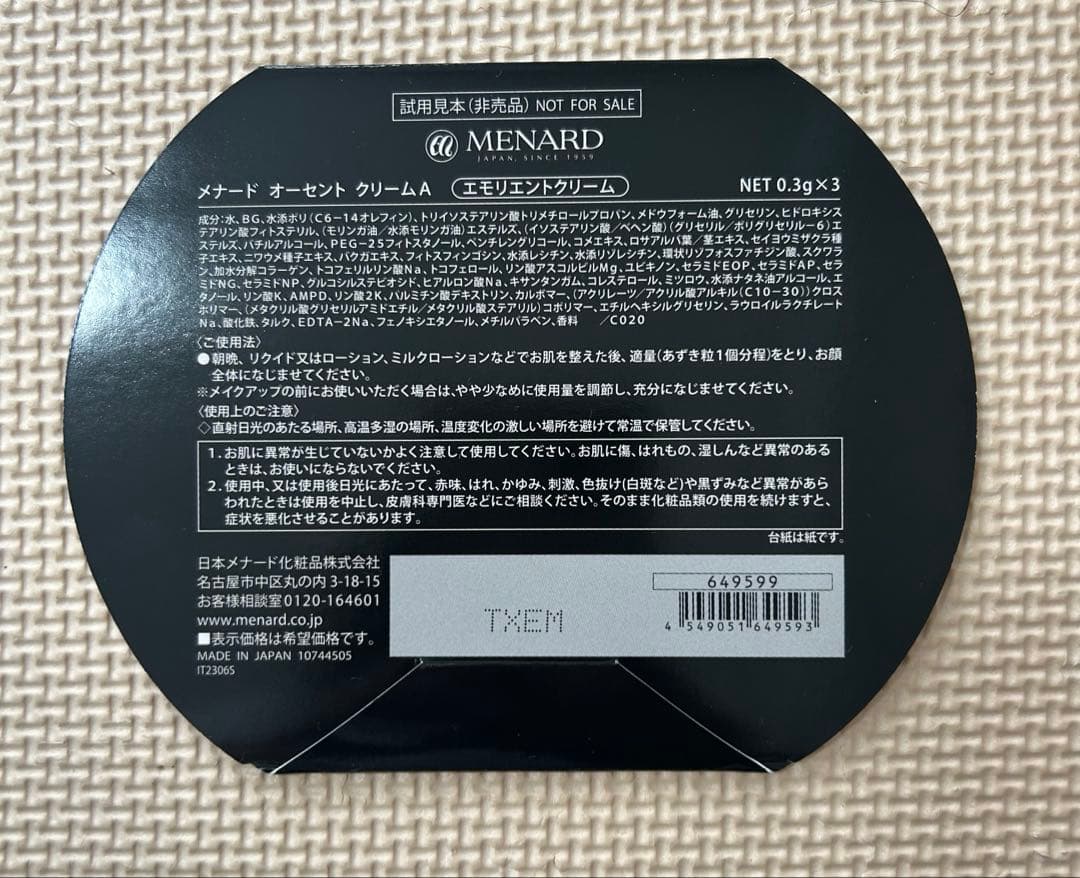 試用見本(非売品) NOT FOR SALE
MENARD
JAPAN, SINCE 1959
メナード オーセント クリームA エモリエントクリーム NET 0.3g×3
成分:水、BG、水添ポリ(C6-14オレフィン)、トリイソステアリン酸トリメチロールプロパン、メドウフォーム油、グリセリン、ヒドロキシス
テアリン酸フィトステリル、(モリンガ油/水添モリンガ油)エステルズ、(イソステアリン酸/ベヘン酸)(グリセリル/ポリグリセリル-6)エ
ステルズ、バチルアルコール、PEG-25フィトスタノール、ペンチレングリコール、コメエキス、ロサアルバ葉/茎エキス、セイヨウミザクラ種
子エキス、ニワウメ種子エキス、バクガエキス、フィトスフィンゴシン、水添レシチン、水添リゾレシチン、環状リゾフォスファチジン酸、スクワラ
ン、加水分解コラーゲン、トコフェリルリン酸Na、トコフェロール、リン酸アスコルビルMg、ユビキノン、セラミドEOP、セラミドAP、セラ
ミドNG、セラミドNP、グルコシルステビオシド、ヒアルロン酸Na、キサンタンガム、コレステロール、ミツロウ、水添ナタネ油アルコール、エ
タノール、リン酸K、AMPD、リン酸2K、パルミチン酸デキストリン、カルボマー、(アクリレーツ/アクリル酸アルキル(C10-30))クロス
ポリマー、(メタクリル酸グリセリルアミドエチル/メタクリル酸ステアリル)コポリマー、エチルヘキシルグリセリン、ラウロイルラクチレート
Na、酸化鉄、タルク、EDTA-2Na、フェノキシエタノール、メチルパラベン、香料 /C020
〈ご使用法〉
●朝晩、リクイド又はローション、ミルクローションなどでお肌を整えた後、適量(あずき粒1個分程)をとり、お顔
全体になじませてください。
※メイクアップの前にお使いいただく場合は、やや少なめに使用量を調節し、充分になじませてください。
〈使用上のご注意〉
◇直射日光のあたる場所、高温多湿の場所、温度変化の激しい場所を避けて常温で保管してください。
1.お肌に異常が生じていないかよく注意して使用してください。お肌に傷、はれもの、湿しんなど異常のある
ときは、お使いにならないでください。
2.使用中、又は使用後日光にあたって、赤味、はれ、かゆみ、刺激、色抜け(白斑など)や黒ずみなど異常があら
われたときは使用を中止し、皮膚科専門医などにご相談ください。そのまま化粧品類の使用を続けますと、
症状を悪化させることがあります。
台紙は紙です。
日本メナード化粧品株式会社
名古屋市中区丸の内 3-18-15
お客様相談室0120-164601
www.menard.co.jp
■表示価格は希望価格です。
MADE IN JAPAN 10744505
IT2306S
TXEM
649599
4 549051 649593